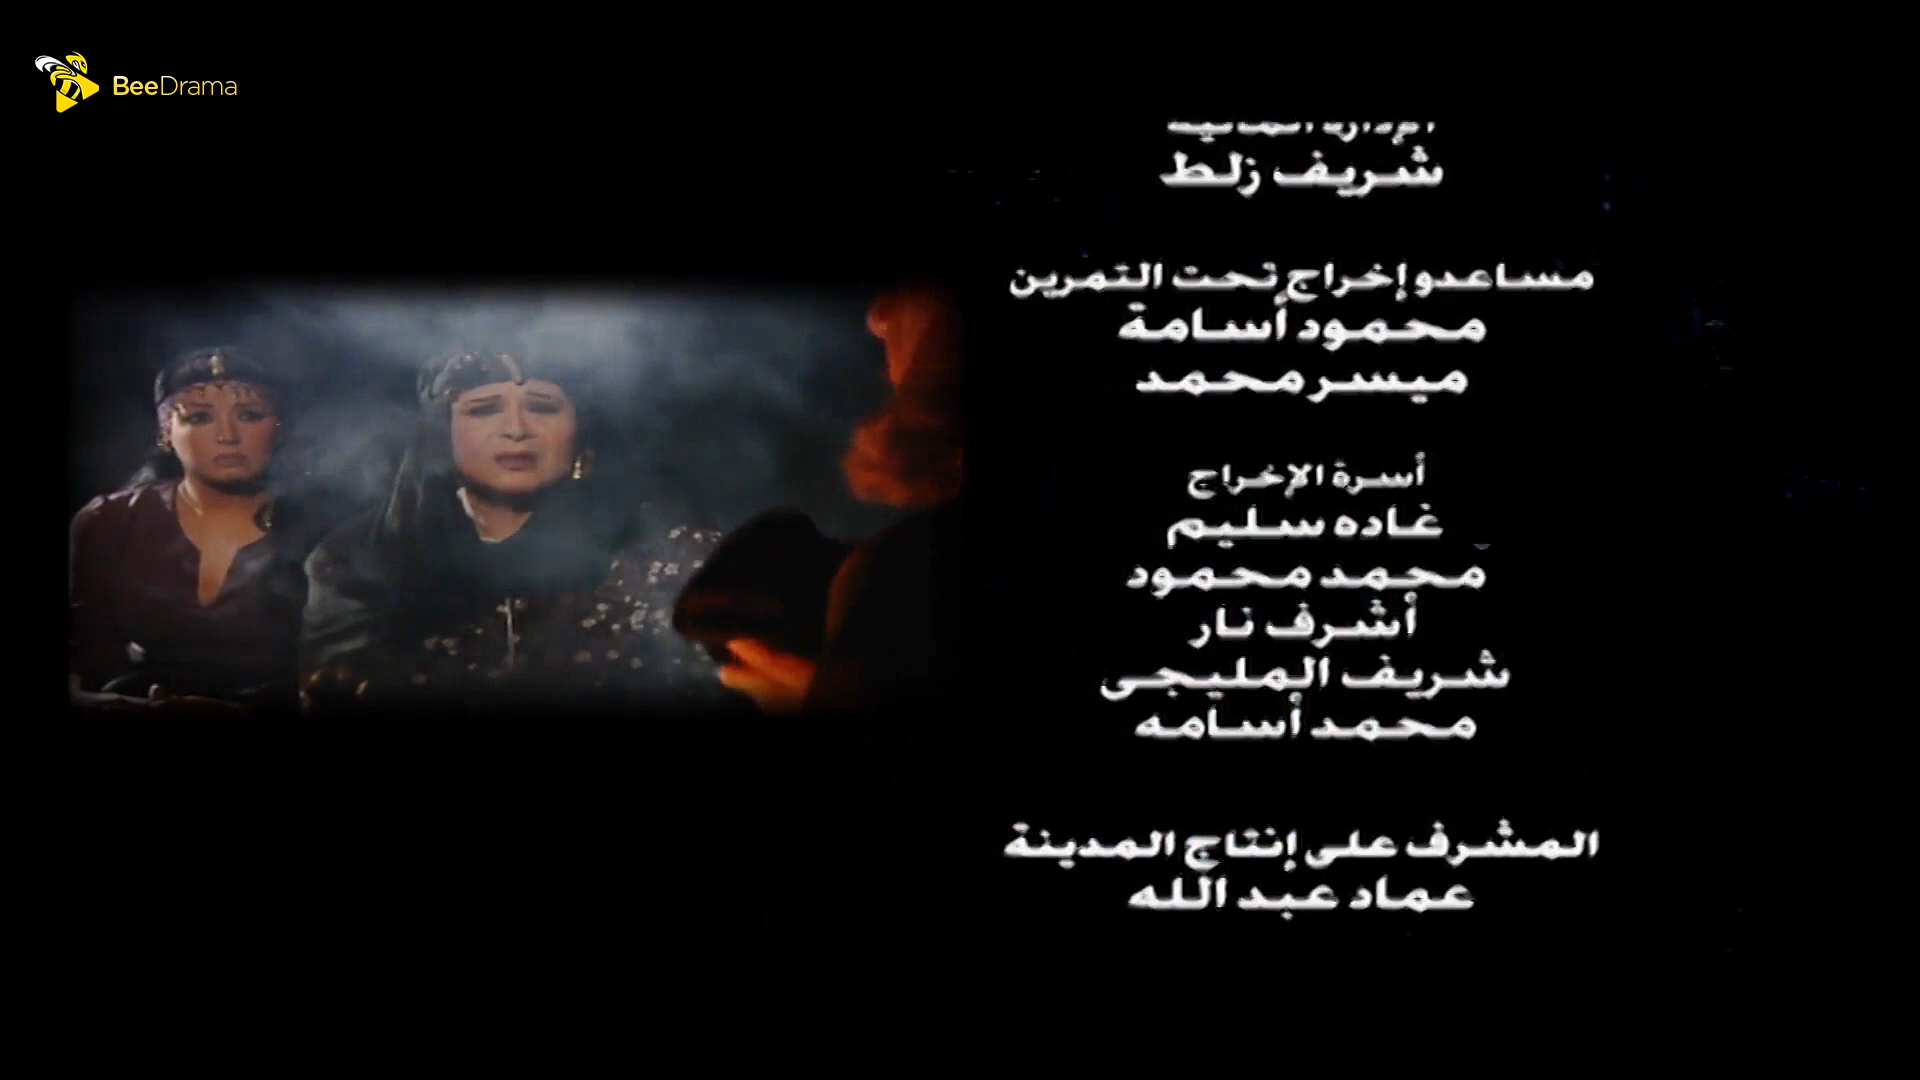 BeeDrama
شريف زلط
مساعدو إخراج تحت التمرين
محمود أسامة
ميسر محمد
أسرة الإخراج
غاده سليم
محمد محمود
أشرف نار
شريف المليجى
محمد أسامه
المشرف على إنتاج المدينة
عماد عبد الله